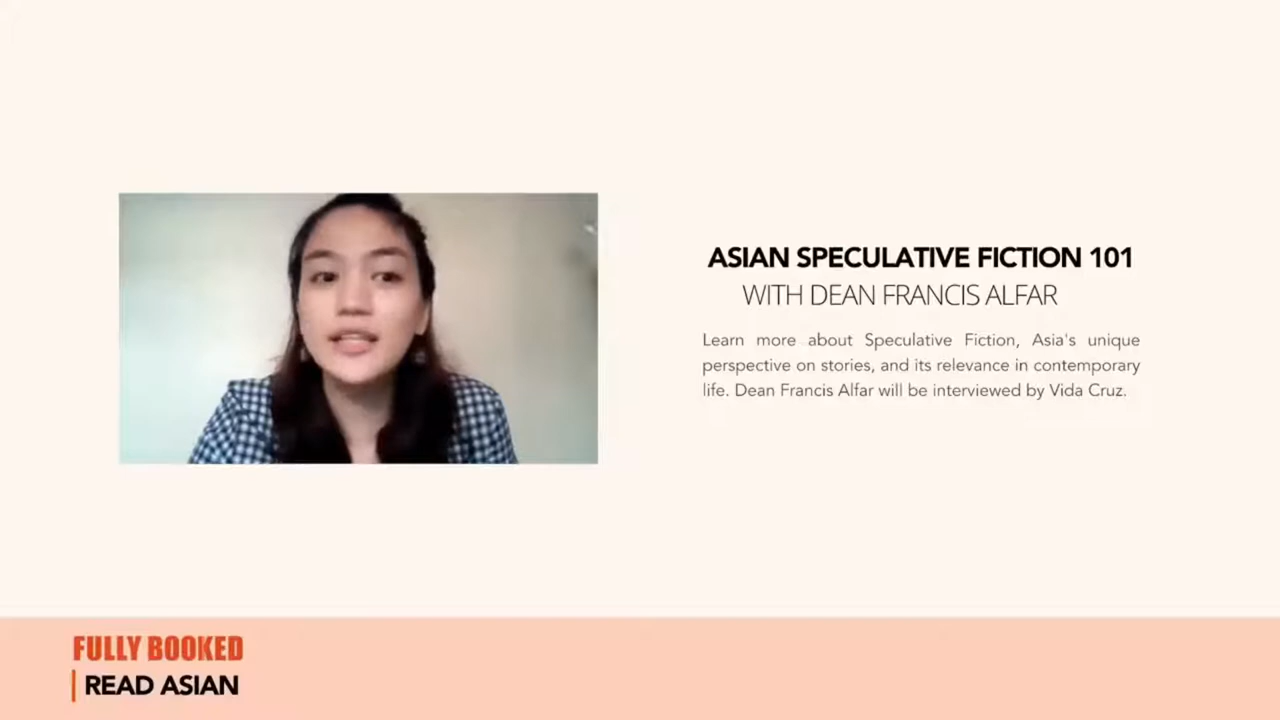 ASIAN SPECULATIVE FICTION 101
WITH DEAN FRANCIS ALFAR
Learn more about Speculative Fiction, Asia's unique
perspective on stories, and its relevance in contemporary
life. Dean Francis Alfar will be interviewed by Vida Cruz.
FULLY BOOKED
READ ASIAN